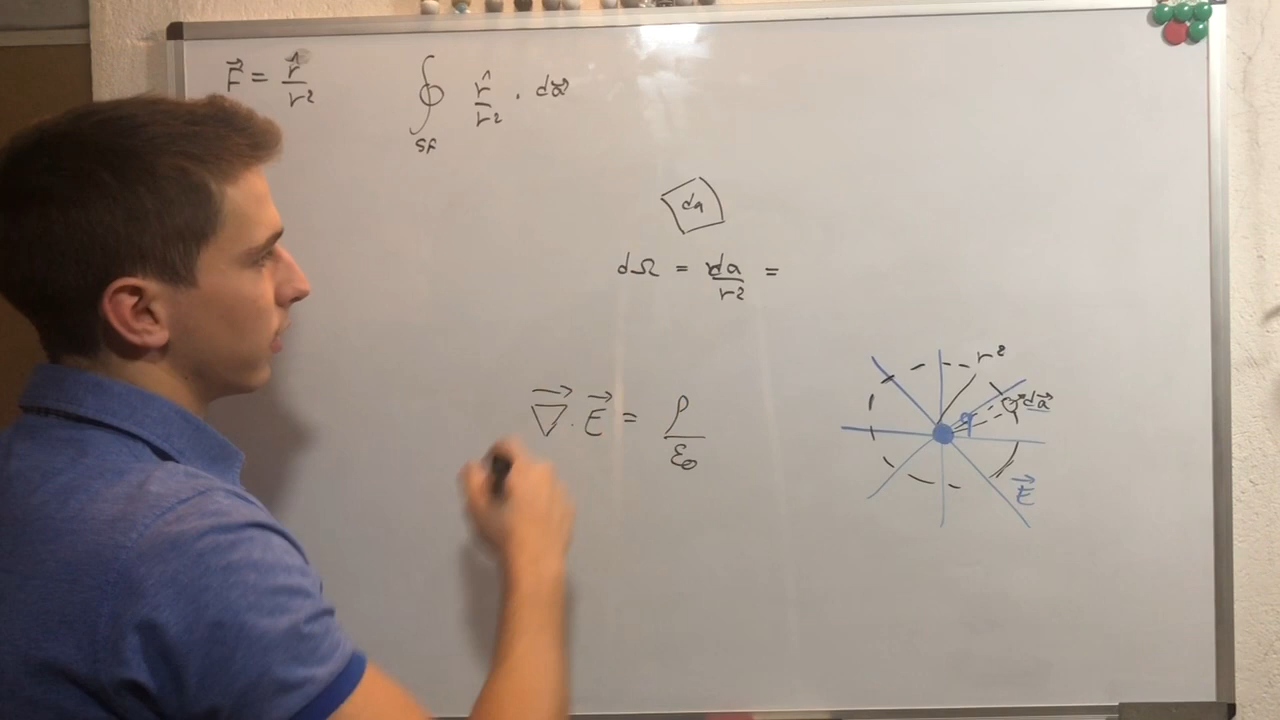 F⃗ = r̂/r²
∮ r̂/r² · da⃗
SF
da
dΩ = da/r² =
∇⃗ · E⃗ = ρ/ε₀
r²
da⃗
q
E⃗